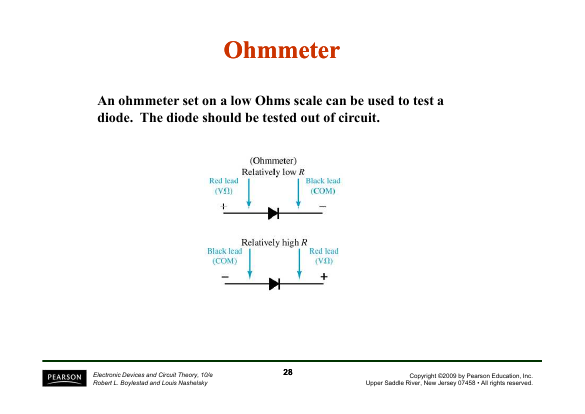 Ohmmeter
An ohmmeter set on a low Ohms scale can be used to test a
diode.  The diode should be tested out of circuit.
(Ohmmeter)
Relatively low R
Red lead
(VΩ)
Black lead
(COM)
+
–
Relatively high R
Black lead
(COM)
Red lead
(VΩ)
–
+
PEARSON
Electronic Devices and Circuit Theory, 10/e
Robert L. Boylestad and Louis Nashelsky
28
Copyright ©2009 by Pearson Education, Inc.
Upper Saddle River, New Jersey 07458 • All rights reserved.